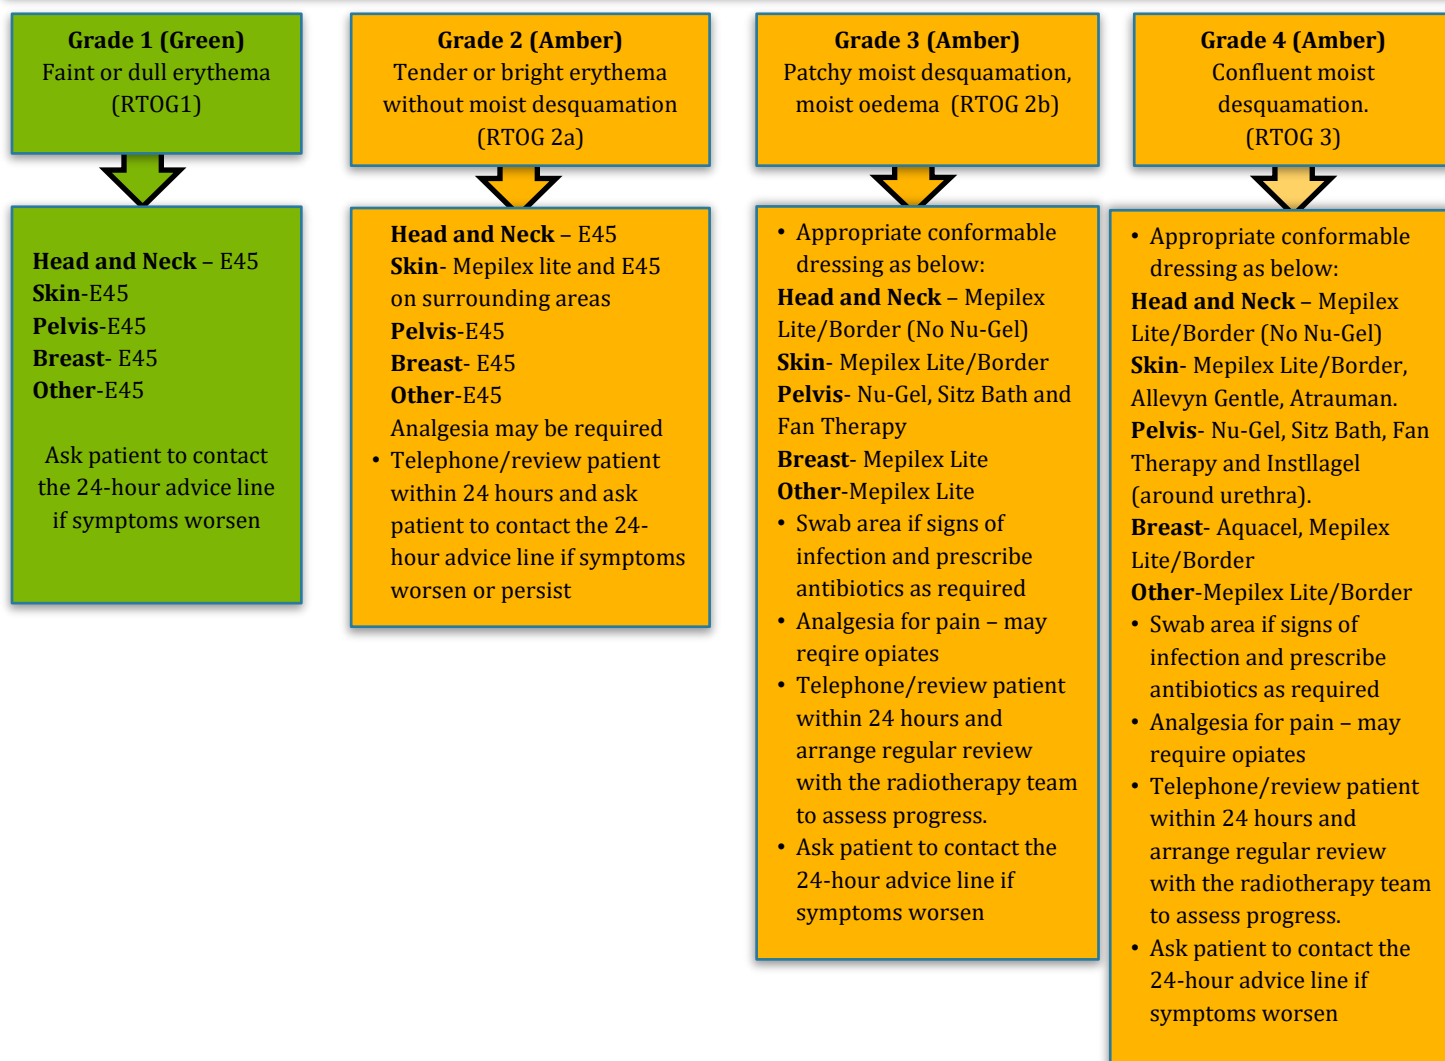 Grade 1 (Green)
Faint or dull erythema
(RTOG1)
Head and Neck – E45
Skin-E45
Pelvis-E45
Breast- E45
Other-E45
Ask patient to contact
the 24-hour advice line
if symptoms worsen
Grade 2 (Amber)
Tender or bright erythema
without moist desquamation
(RTOG 2a)
Head and Neck – E45
Skin- Mepilex lite and E45
on surrounding areas
Pelvis-E45
Breast- E45
Other-E45
Analgesia may be required
• Telephone/review patient
within 24 hours and ask
patient to contact the 24-
hour advice line if symptoms
worsen or persist
Grade 3 (Amber)
Patchy moist desquamation,
moist oedema (RTOG 2b)
• Appropriate conformable
dressing as below:
Head and Neck – Mepilex
Lite/Border (No Nu-Gel)
Skin- Mepilex Lite/Border
Pelvis- Nu-Gel, Sitz Bath and
Fan Therapy
Breast- Mepilex Lite
Other-Mepilex Lite
• Swab area if signs of
infection and prescribe
antibiotics as required
• Analgesia for pain – may
reqire opiates
• Telephone/review patient
within 24 hours and
arrange regular review
with the radiotherapy team
to assess progress.
• Ask patient to contact the
24-hour advice line if
symptoms worsen
Grade 4 (Amber)
Confluent moist
desquamation.
(RTOG 3)
• Appropriate conformable
dressing as below:
Head and Neck – Mepilex
Lite/Border (No Nu-Gel)
Skin- Mepilex Lite/Border,
Allevyn Gentle, Atrauman.
Pelvis- Nu-Gel, Sitz Bath, Fan
Therapy and Instllagel
(around urethra).
Breast- Aquacel, Mepilex
Lite/Border
Other-Mepilex Lite/Border
• Swab area if signs of
infection and prescribe
antibiotics as required
• Analgesia for pain – may
require opiates
• Telephone/review patient
within 24 hours and
arrange regular review
with the radiotherapy team
to assess progress.
• Ask patient to contact the
24-hour advice line if
symptoms worsen